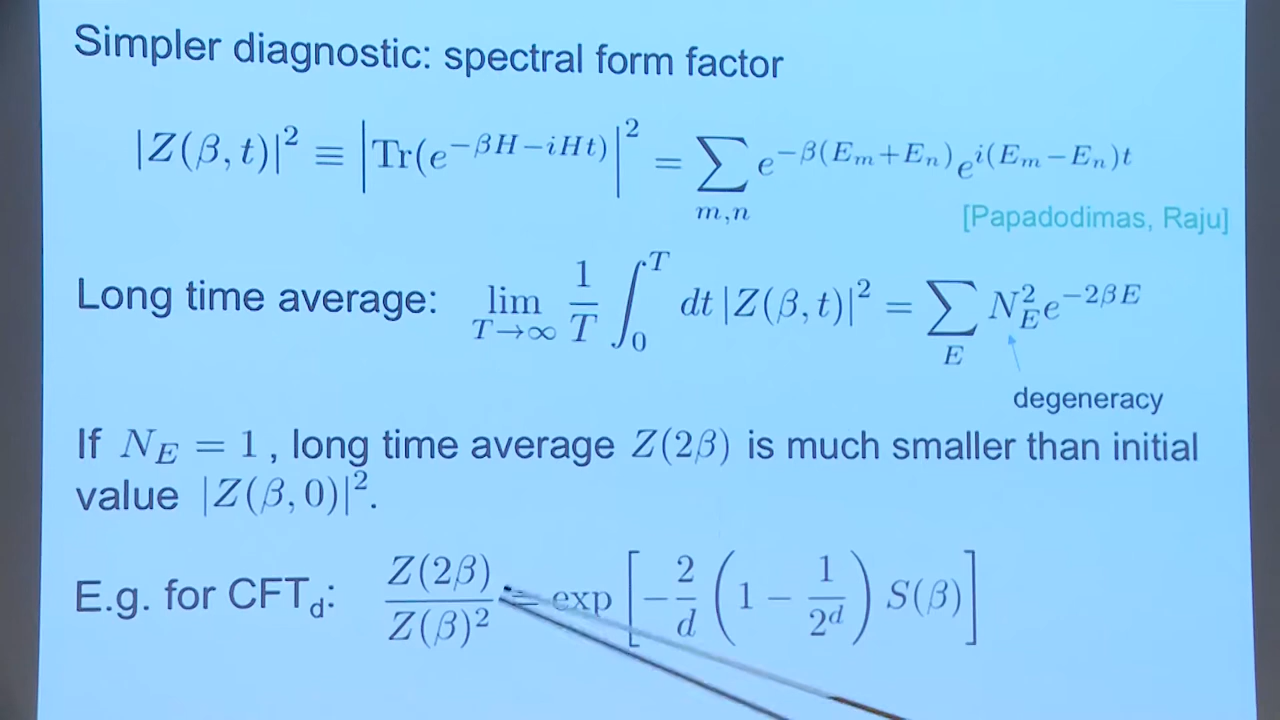 Simpler diagnostic: spectral form factor
|Z(β, t)|² ≡ |Tr(e^{−βH−iHt})|² = ∑_{m,n} e^{−β(E_m+E_n)} e^{i(E_m−E_n)t}
[Papadodimas, Raju]
Long time average: lim_{T→∞} 1/T ∫_0^T dt |Z(β, t)|² = ∑_E N_E² e^{−2βE}
degeneracy
If N_E = 1 , long time average Z(2β) is much smaller than initial
value |Z(β, 0)|².
E.g. for CFT_d: Z(2β)/Z(β)² = exp [−2/d (1 − 1/2^d) S(β)]